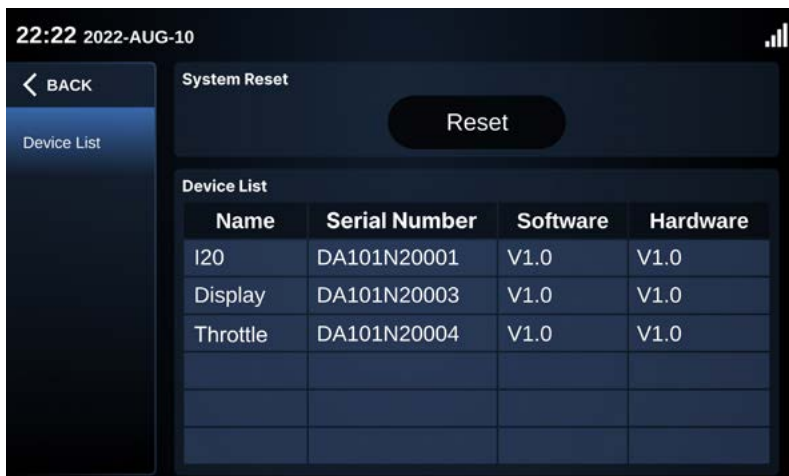 22:22 2022-AUG-10
BACK
Device List
System Reset
Reset
Device List
Name Serial Number Software Hardware
I20 DA101N20001 V1.0 V1.0
Display DA101N20003 V1.0 V1.0
Throttle DA101N20004 V1.0 V1.0